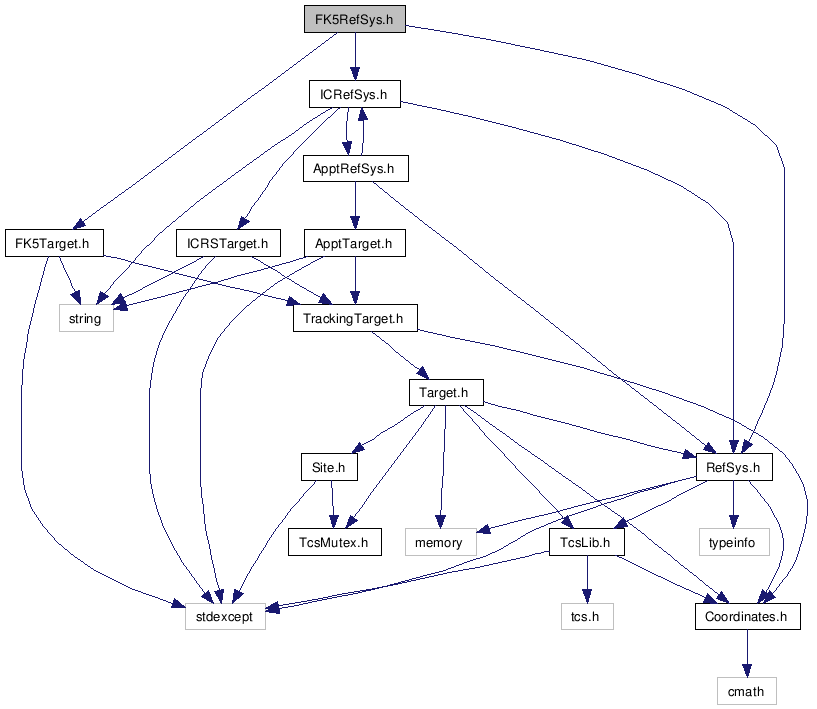 FK5RefSys.h
ICRefSys.h
ApptRefSys.h
FK5Target.h
ICRSTarget.h
ApptTarget.h
string
TrackingTarget.h
Target.h
Site.h
RefSys.h
TcsMutex.h
memory
TcsLib.h
typeinfo
stdexcept
tcs.h
Coordinates.h
cmath